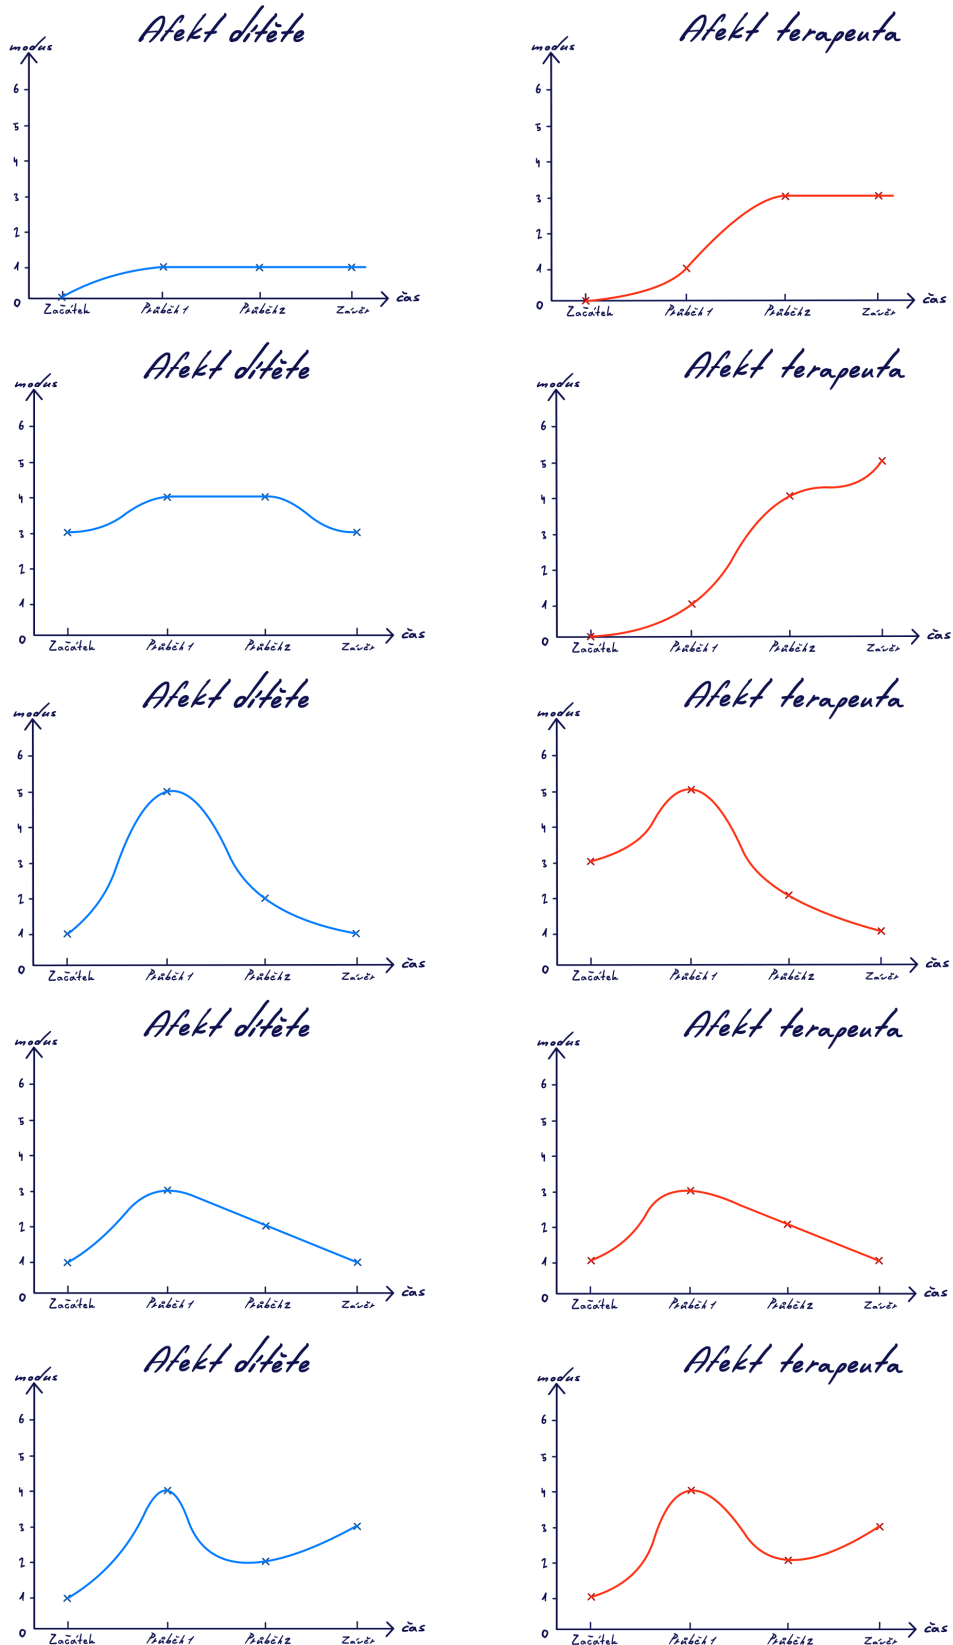 Afekt dítěte
modus
6
5
4
3
2
1
0
Začátek Průběh 1 Průběh 2 Závěr
čas
Afekt terapeuta
modus
6
5
4
3
2
1
0
Začátek Průběh 1 Průběh 2 Závěr
čas
Afekt dítěte
modus
6
5
4
3
2
1
0
Začátek Průběh 1 Průběh 2 Závěr
čas
Afekt terapeuta
modus
6
5
4
3
2
1
0
Začátek Průběh 1 Průběh 2 Závěr
čas
Afekt dítěte
modus
6
5
4
3
2
1
0
Začátek Průběh 1 Průběh 2 Závěr
čas
Afekt terapeuta
modus
6
5
4
3
2
1
0
Začátek Průběh 1 Průběh 2 Závěr
čas
Afekt dítěte
modus
6
5
4
3
2
1
0
Začátek Průběh 1 Průběh 2 Závěr
čas
Afekt terapeuta
modus
6
5
4
3
2
1
0
Začátek Průběh 1 Průběh 2 Závěr
čas
Afekt dítěte
modus
6
5
4
3
2
1
0
Začátek Průběh 1 Průběh 2 Závěr
čas
Afekt terapeuta
modus
6
5
4
3
2
1
0
Začátek Průběh 1 Průběh 2 Závěr
čas